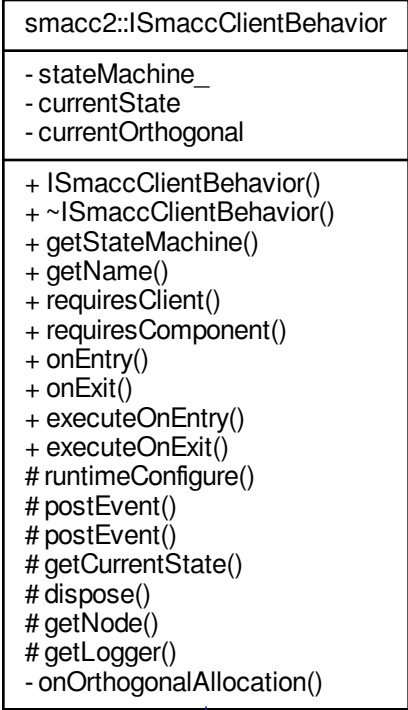 smacc2::ISmaccClientBehavior
- stateMachine_
- currentState
- currentOrthogonal
+ ISmaccClientBehavior()
+ ~ISmaccClientBehavior()
+ getStateMachine()
+ getName()
+ requiresClient()
+ requiresComponent()
+ onEntry()
+ onExit()
+ executeOnEntry()
+ executeOnExit()
# runtimeConfigure()
# postEvent()
# postEvent()
# getCurrentState()
# dispose()
# getNode()
# getLogger()
- onOrthogonalAllocation()